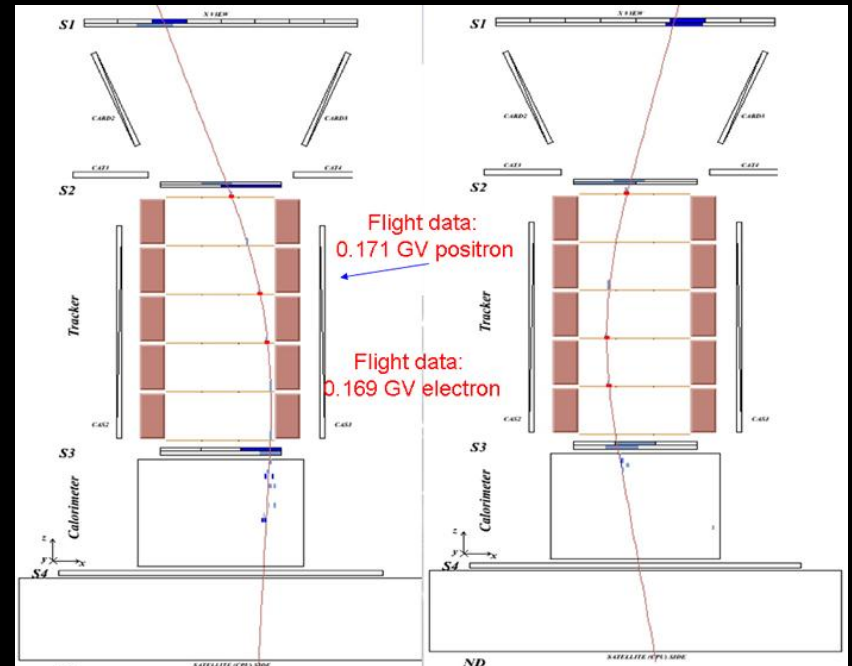 X VIEW
S1
CARD2
CARD3
CAT3
CAT4
S2
Tracker
CAS2
CAS3
S3
Calorimeter
z
y
x
S4
SATELLITE (CPU) SIDE
Flight data:
0.171 GV positron
Flight data:
0.169 GV electron
X VIEW
S1
CARD2
CARD3
CAT3
CAT4
S2
Tracker
CAS2
CAS3
S3
Calorimeter
z
y
x
S4
ND
SATELLITE (CPU) SIDE